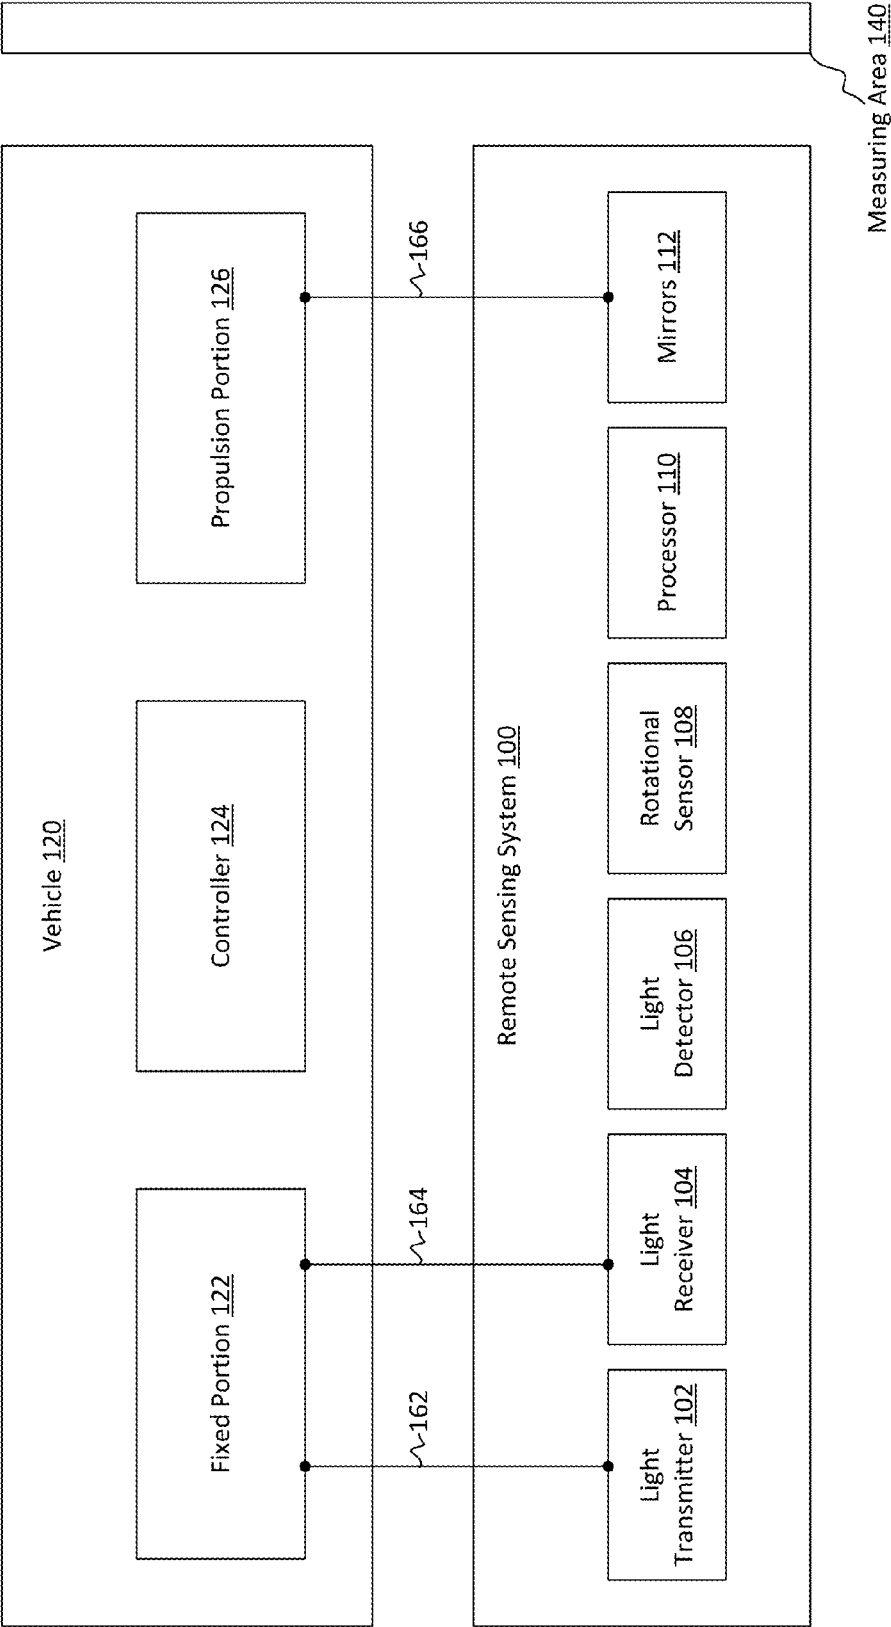 Vehicle 120
Fixed Portion 122
Controller 124
Propulsion Portion 126
162
164
166
Remote Sensing System 100
Light
Transmitter 102
Light
Receiver 104
Light
Detector 106
Rotational
Sensor 108
Processor 110
Mirrors 112
Measuring Area 140